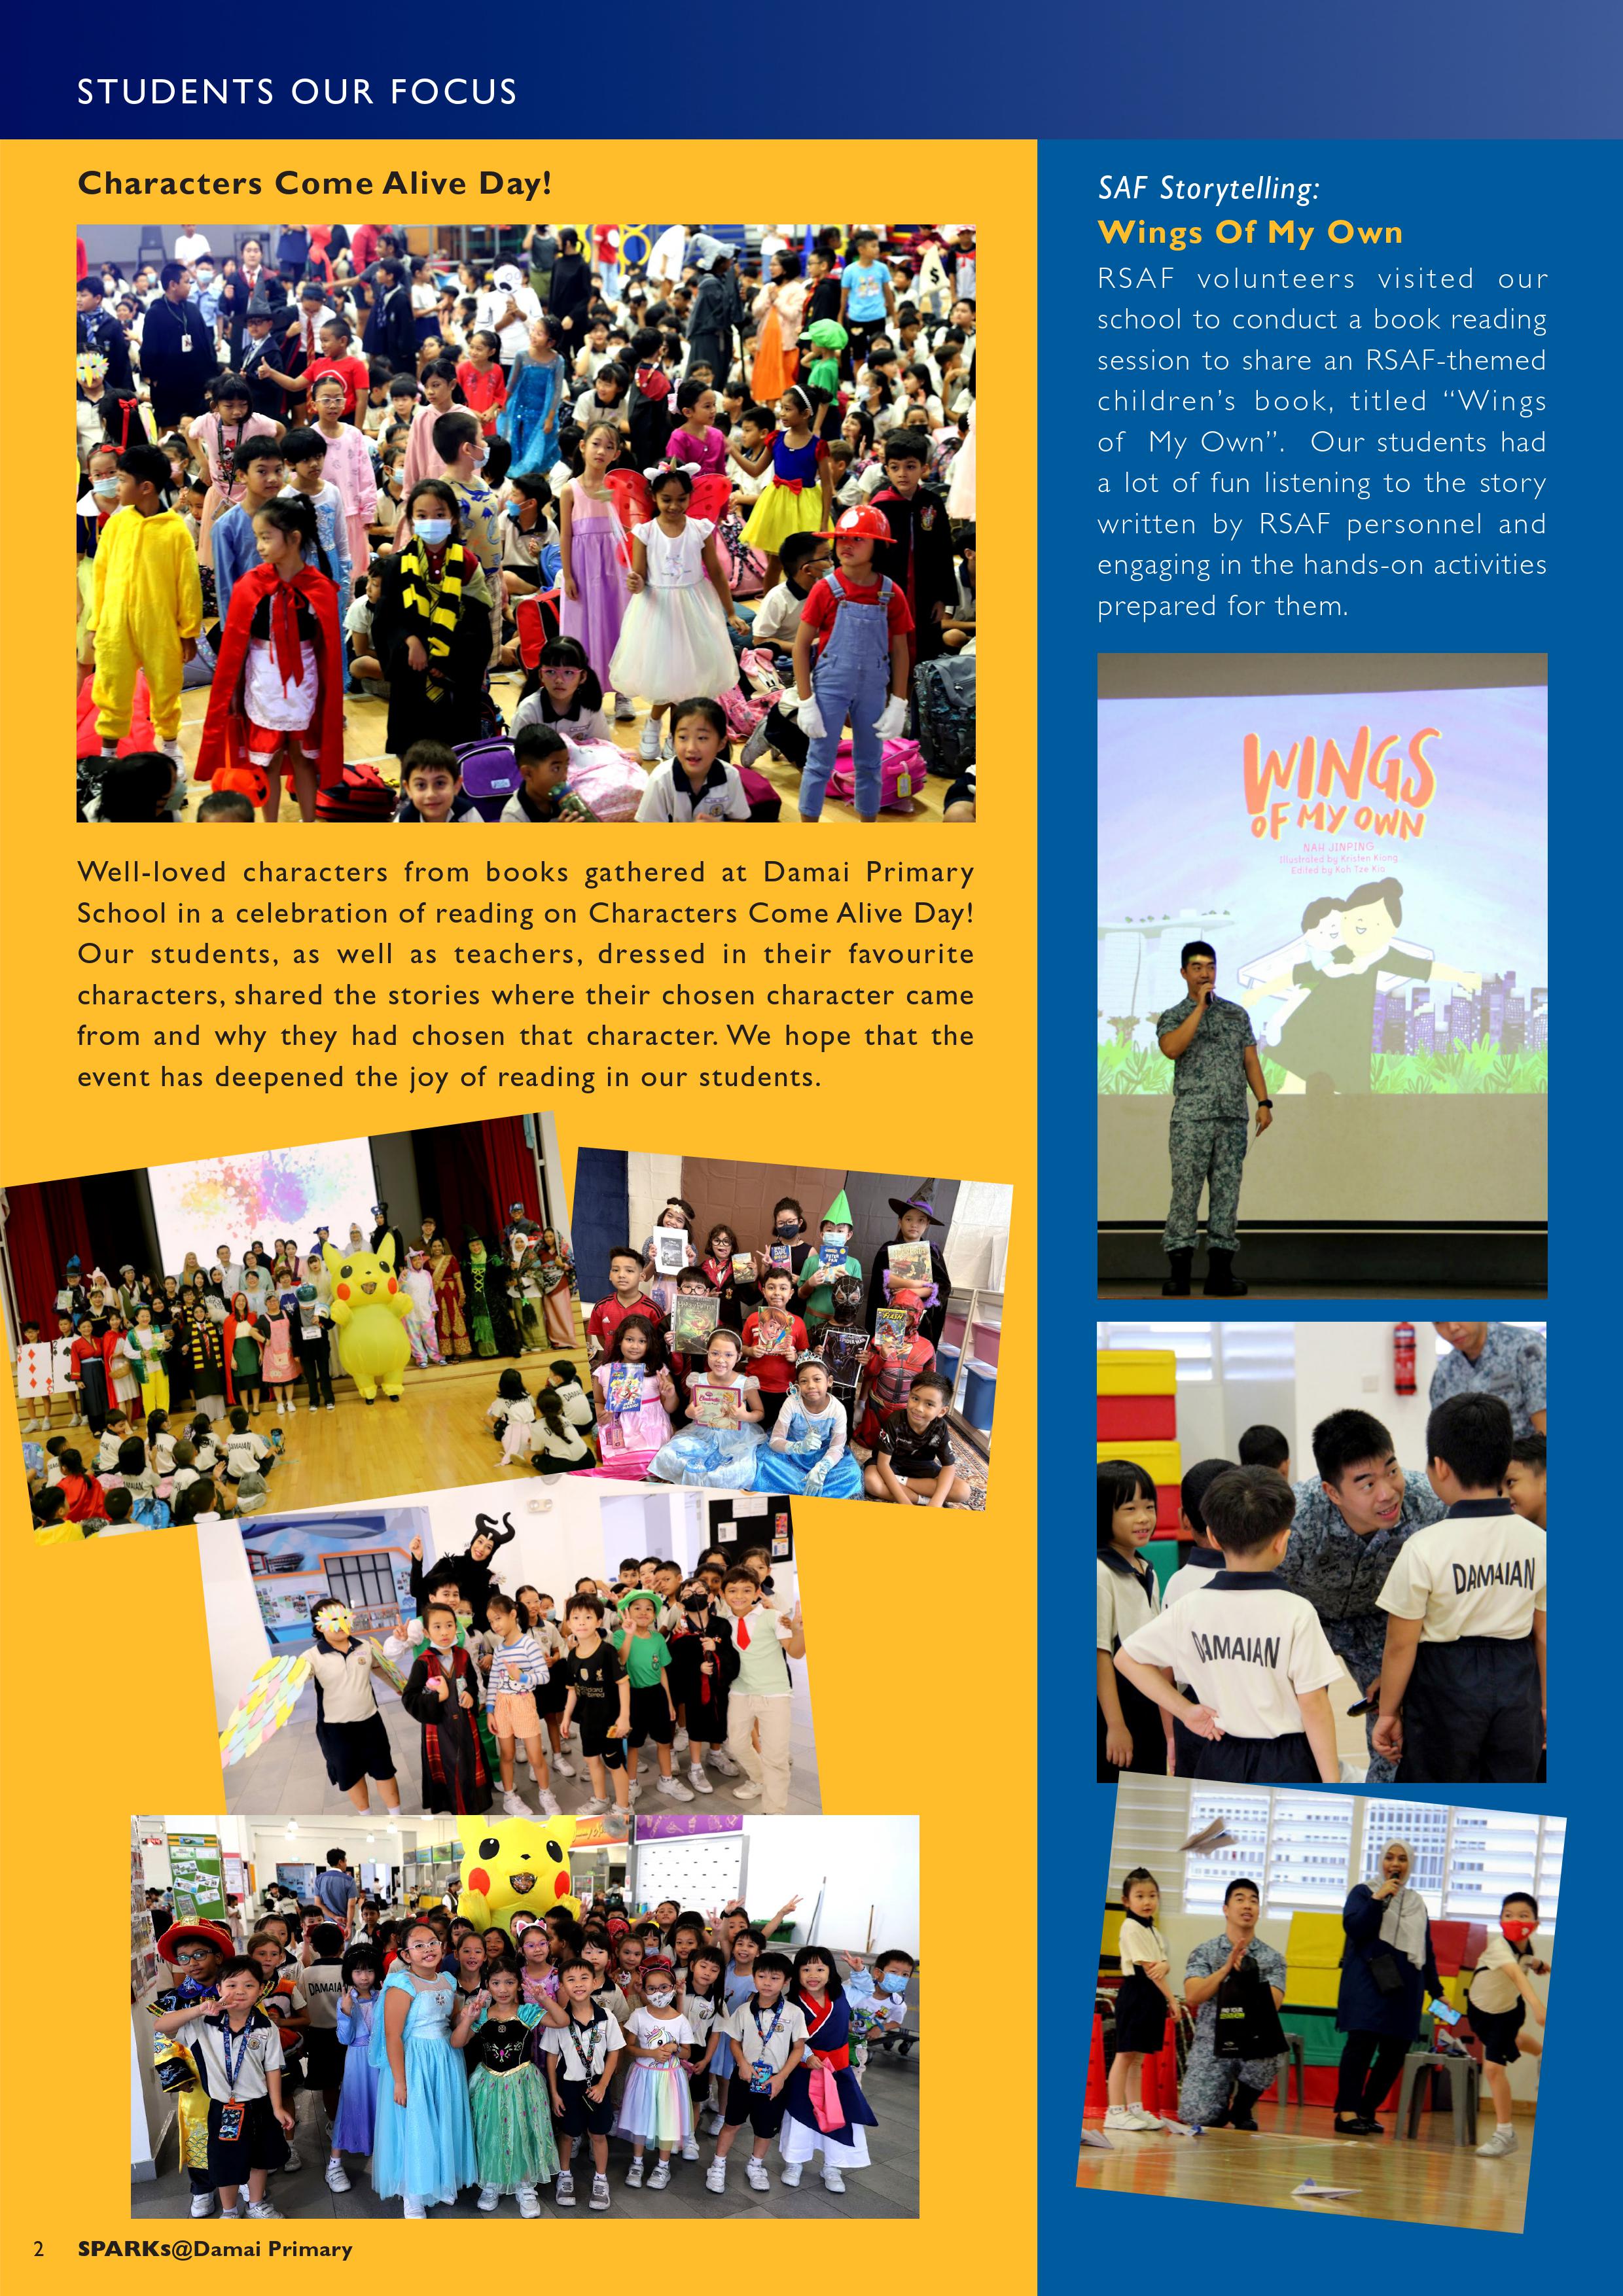 STUDENTS OUR FOCUS
Characters Come Alive Day!
Well-loved characters from books gathered at Damai Primary
School in a celebration of reading on Characters Come Alive Day!
Our students, as well as teachers, dressed in their favourite
characters, shared the stories where their chosen character came
from and why they had chosen that character. We hope that the
event has deepened the joy of reading in our students.
SAF Storytelling:
Wings Of My Own
RSAF volunteers visited our
school to conduct a book reading
session to share an RSAF-themed
children's book, titled “Wings
of My Own”. Our students had
a lot of fun listening to the story
written by RSAF personnel and
engaging in the hands-on activities
prepared for them.
WINGS
OF MY OWN
NAH JINPING
Illustrated by Kristen Kiong
Edited by Koh Tze Kia
DAMAIAN
DAMAIAN
DAMAIAN
2 SPARKs@Damai Primary